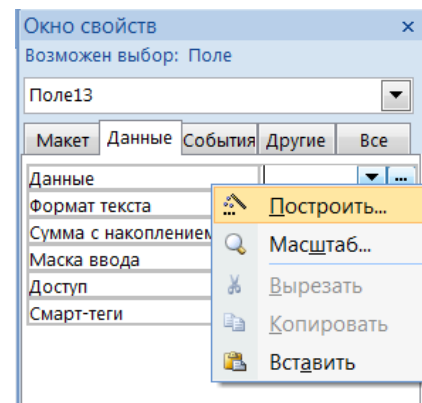 Окно свойств ×
Возможен выбор: Поле
Поле13
Макет Данные События Другие Все
Данные ...
Формат текста
Сумма с накоплением
Маска ввода
Доступ
Смарт-теги
Построить...
Масштаб...
Вырезать
Копировать
Вставить